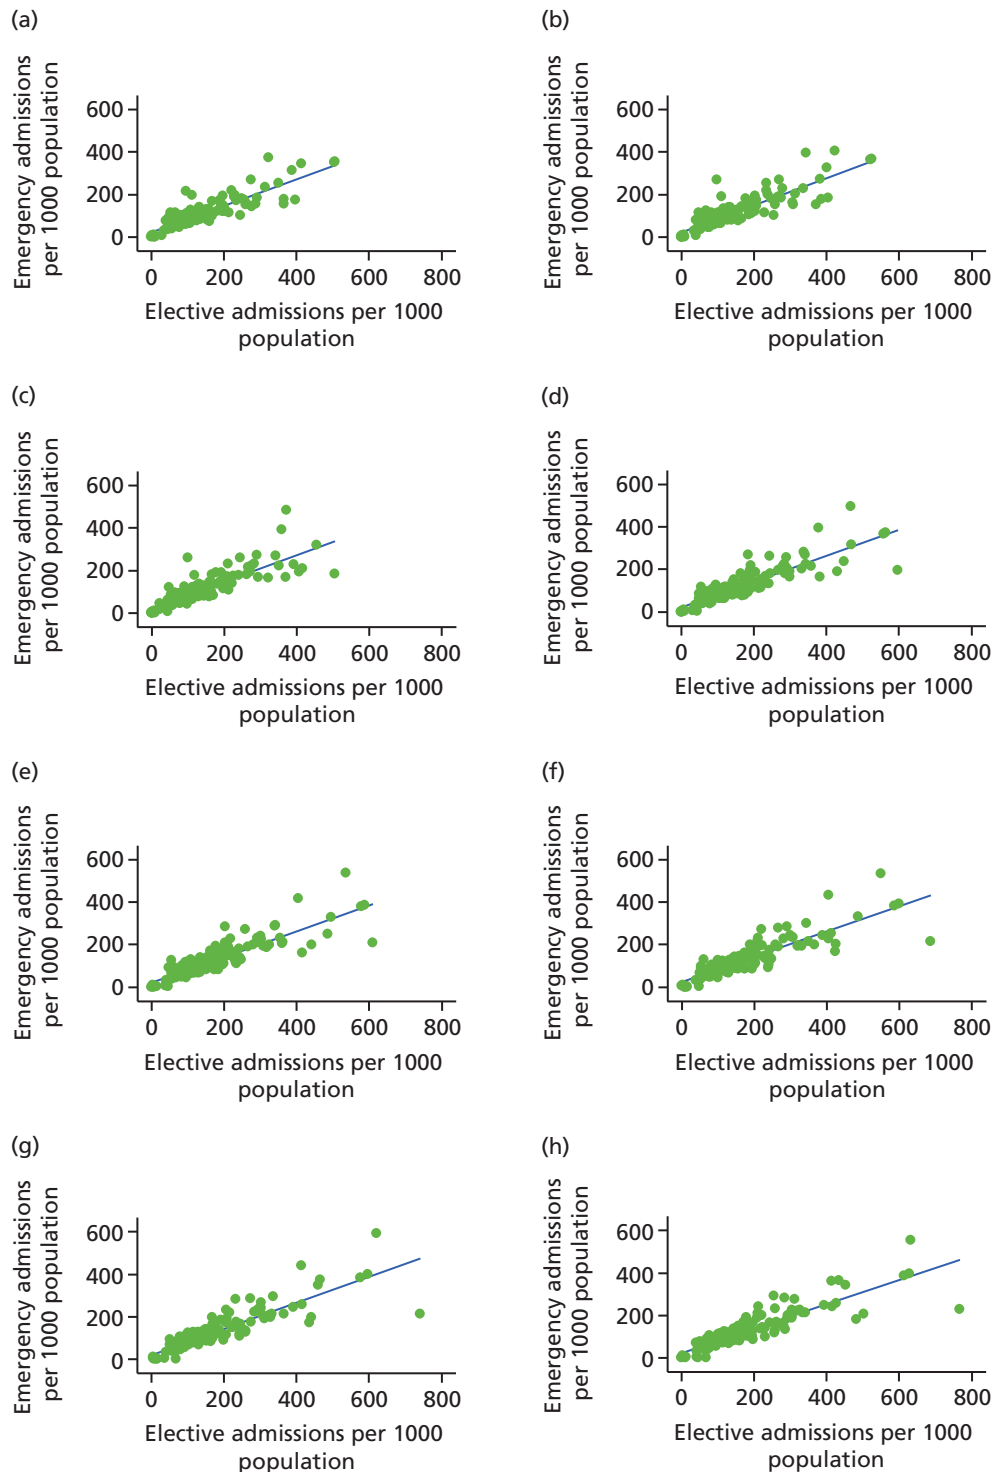 (a)
Emergency admissions
per 1000 population
600
400
200
0
0 200 400 600 800
Elective admissions per 1000
population
(b)
Emergency admissions
per 1000 population
600
400
200
0
0 200 400 600 800
Elective admissions per 1000
population
(c)
Emergency admissions
per 1000 population
600
400
200
0
0 200 400 600 800
Elective admissions per 1000
population
(d)
Emergency admissions
per 1000 population
600
400
200
0
0 200 400 600 800
Elective admissions per 1000
population
(e)
Emergency admissions
per 1000 population
600
400
200
0
0 200 400 600 800
Elective admissions per 1000
population
(f)
Emergency admissions
per 1000 population
600
400
200
0
0 200 400 600 800
Elective admissions per 1000
population
(g)
Emergency admissions
per 1000 population
600
400
200
0
0 200 400 600 800
Elective admissions per 1000
population
(h)
Emergency admissions
per 1000 population
600
400
200
0
0 200 400 600 800
Elective admissions per 1000
population